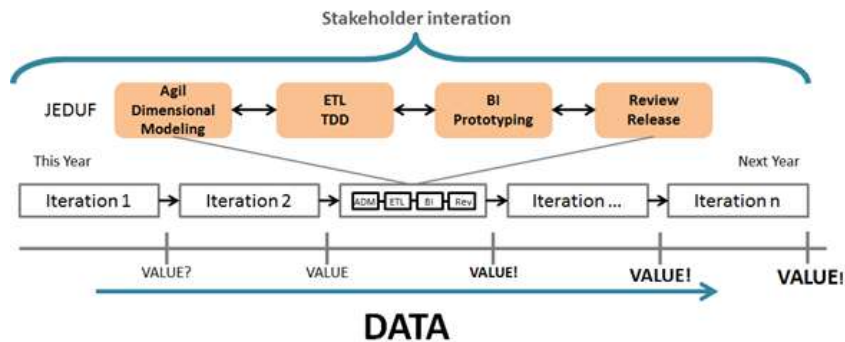 Stakeholder interation
JEDUF
Agil
Dimensional
Modeling
ETL
TDD
BI
Prototyping
Review
Release
This Year
Next Year
Iteration 1
Iteration 2
ADM
ETL
BI
Rev
Iteration ...
Iteration n
VALUE?
VALUE
VALUE!
VALUE!
VALUE!
DATA